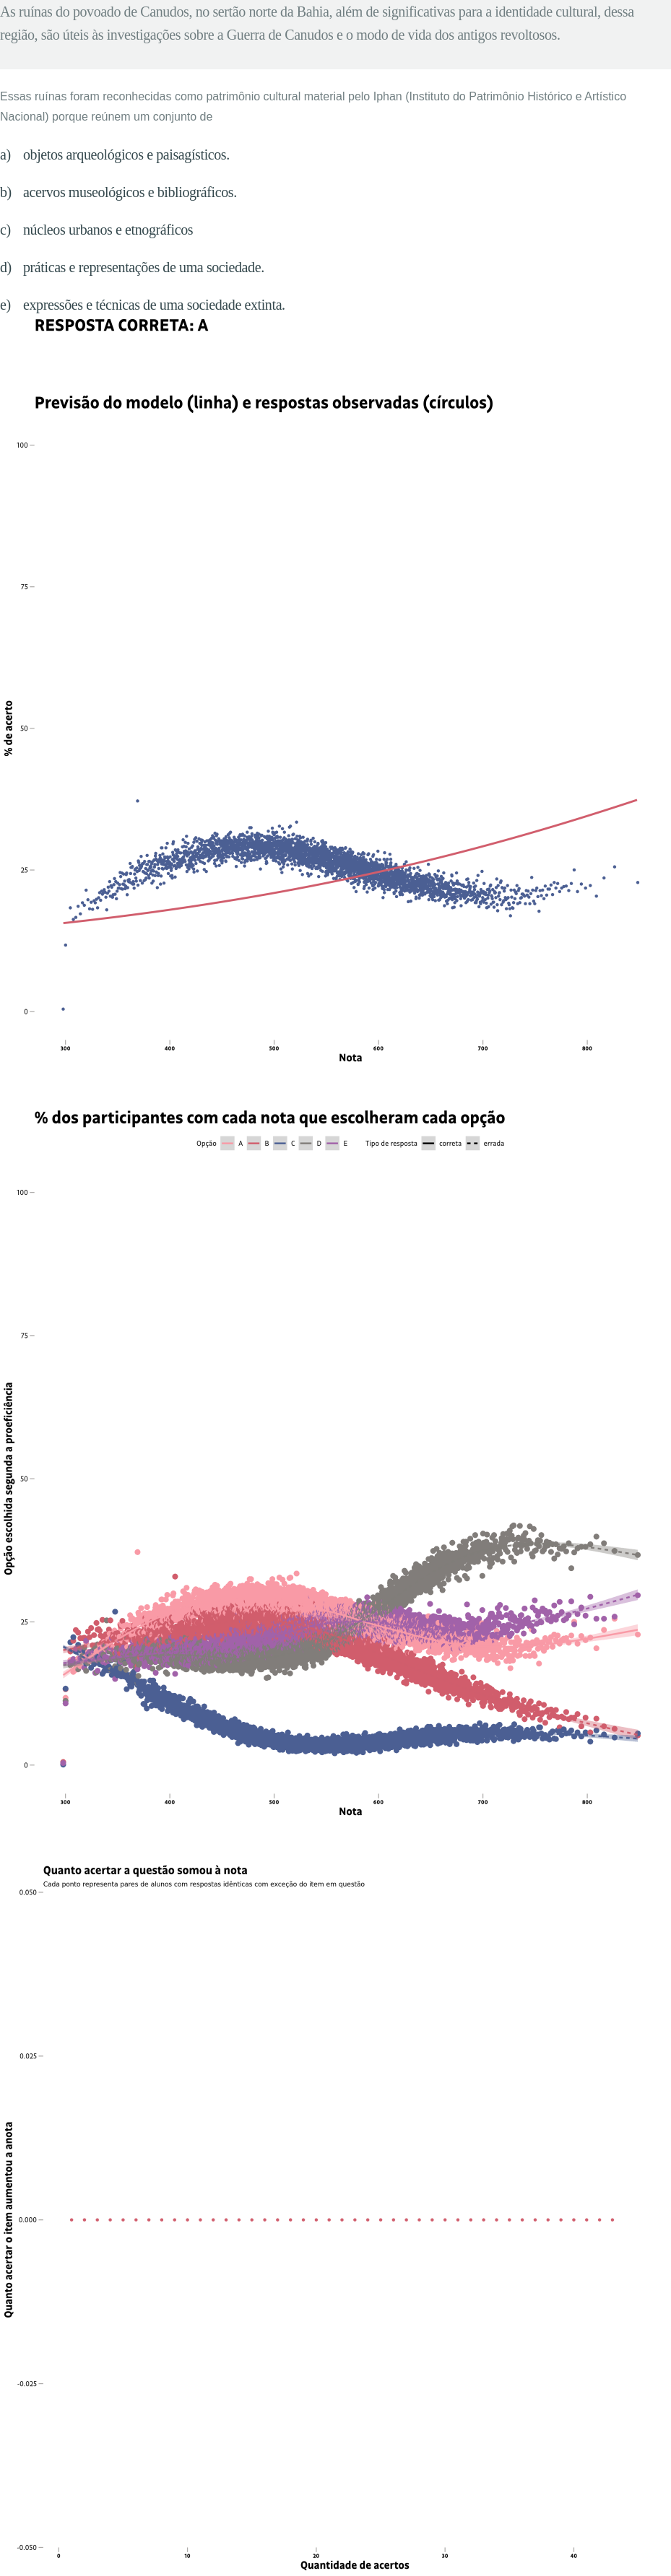 As ruínas do povoado de Canudos, no sertão norte da Bahia, além de significativas para a identidade cultural, dessa
região, são úteis às investigações sobre a Guerra de Canudos e o modo de vida dos antigos revoltosos.
Essas ruínas foram reconhecidas como patrimônio cultural material pelo Iphan (Instituto do Patrimônio Histórico e Artístico
Nacional) porque reúnem um conjunto de
a) objetos arqueológicos e paisagísticos.
b) acervos museológicos e bibliográficos.
c) núcleos urbanos e etnográficos
d) práticas e representações de uma sociedade.
e) expressões e técnicas de uma sociedade extinta.
RESPOSTA CORRETA: A
Previsão do modelo (linha) e respostas observadas (círculos)
100
75
50
25
0
% de acerto
300 400 500 600 700 800
Nota
% dos participantes com cada nota que escolheram cada opção
Opção A B C D E Tipo de resposta correta errada
100
75
50
25
0
Opção escolhida segunda a proeficiência
300 400 500 600 700 800
Nota
Quanto acertar a questão somou à nota
Cada ponto representa pares de alunos com respostas idênticas com exceção do item em questão
0.050
0.025
0.000
-0.025
-0.050
Quanto acertar o item aumentou a anota
0 10 20 30 40
Quantidade de acertos